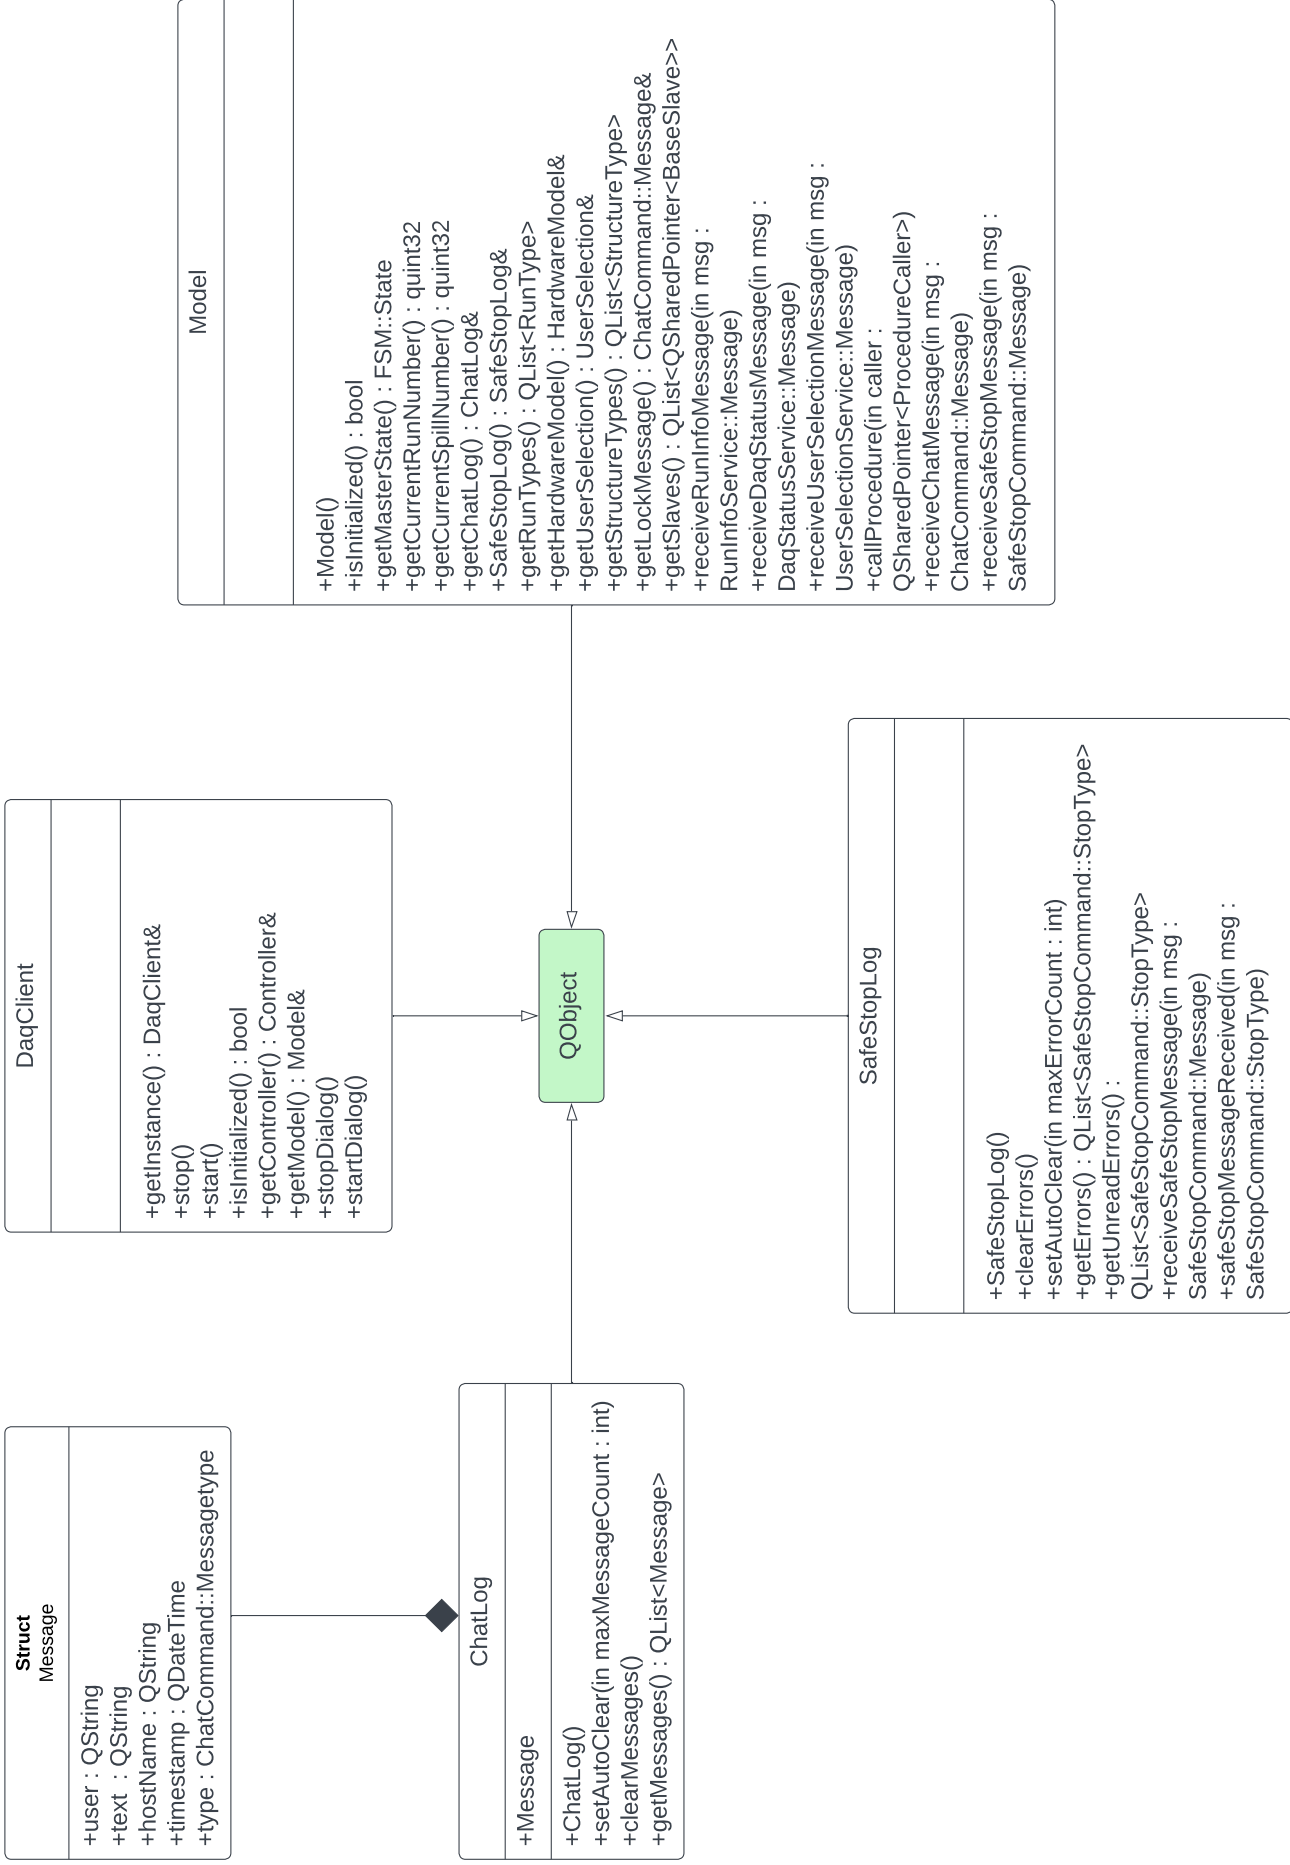 Struct
Message
+user : QString
+text  : QString
+hostName : QString
+timestamp : QDateTime
+type : ChatCommand::Messagetype
ChatLog
+Message
+ChatLog()
+setAutoClear(in maxMessageCount : int)
+clearMessages()
+getMessages() : QList<Message>
DaqClient
+getInstance() : DaqClient&
+stop()
+start()
+isInitialized() : bool
+getController() : Controller&
+getModel() : Model&
+stopDialog()
+startDialog()
QObject
SafeStopLog
+SafeStopLog()
+clearErrors()
+setAutoClear(in maxErrorCount : int)
+getErrors() : QList<SafeStopCommand::StopType>
+getUnreadErrors() :
QList<SafeStopCommand::StopType>
+receiveSafeStopMessage(in msg :
SafeStopCommand::Message)
+safeStopMessageReceived(in msg :
SafeStopCommand::StopType)
Model
+Model()
+isInitialized() : bool
+getMasterState() : FSM::State
+getCurrentRunNumber() : quint32
+getCurrentSpillNumber() : quint32
+getChatLog() : ChatLog&
+SafeStopLog() : SafeStopLog&
+getRunTypes() : QList<RunType>
+getHardwareModel() : HardwareModel&
+getUserSelection() : UserSelection&
+getStructureTypes() : QList<StructureType>
+getLockMessage() : ChatCommand::Message&
+getSlaves() : QList<QSharedPointer<BaseSlave>>
+receiveRunInfoMessage(in msg :
RunInfoService::Message)
+receiveDaqStatusMessage(in msg :
DaqStatusService::Message)
+receiveUserSelectionMessage(in msg :
UserSelectionService::Message)
+callProcedure(in caller :
QSharedPointer<ProcedureCaller>)
+receiveChatMessage(in msg :
ChatCommand::Message)
+receiveSafeStopMessage(in msg :
SafeStopCommand::Message)